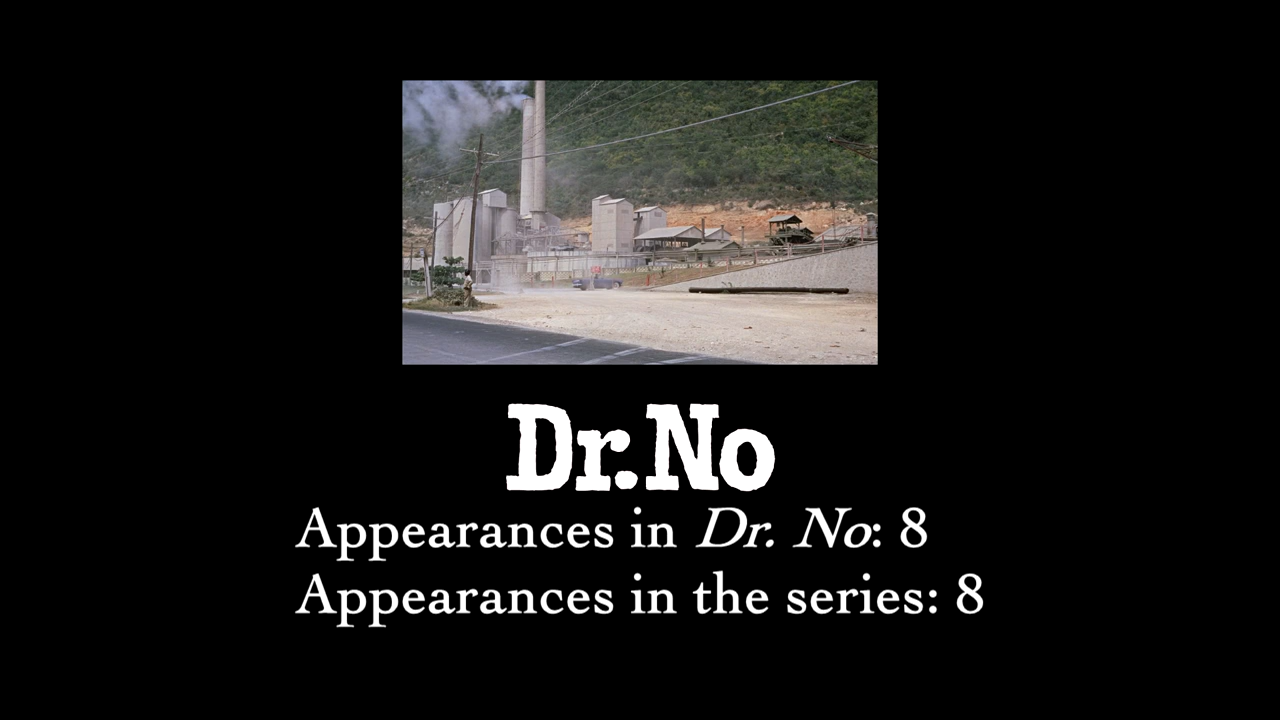 Dr.No
Appearances in Dr. No: 8
Appearances in the series: 8